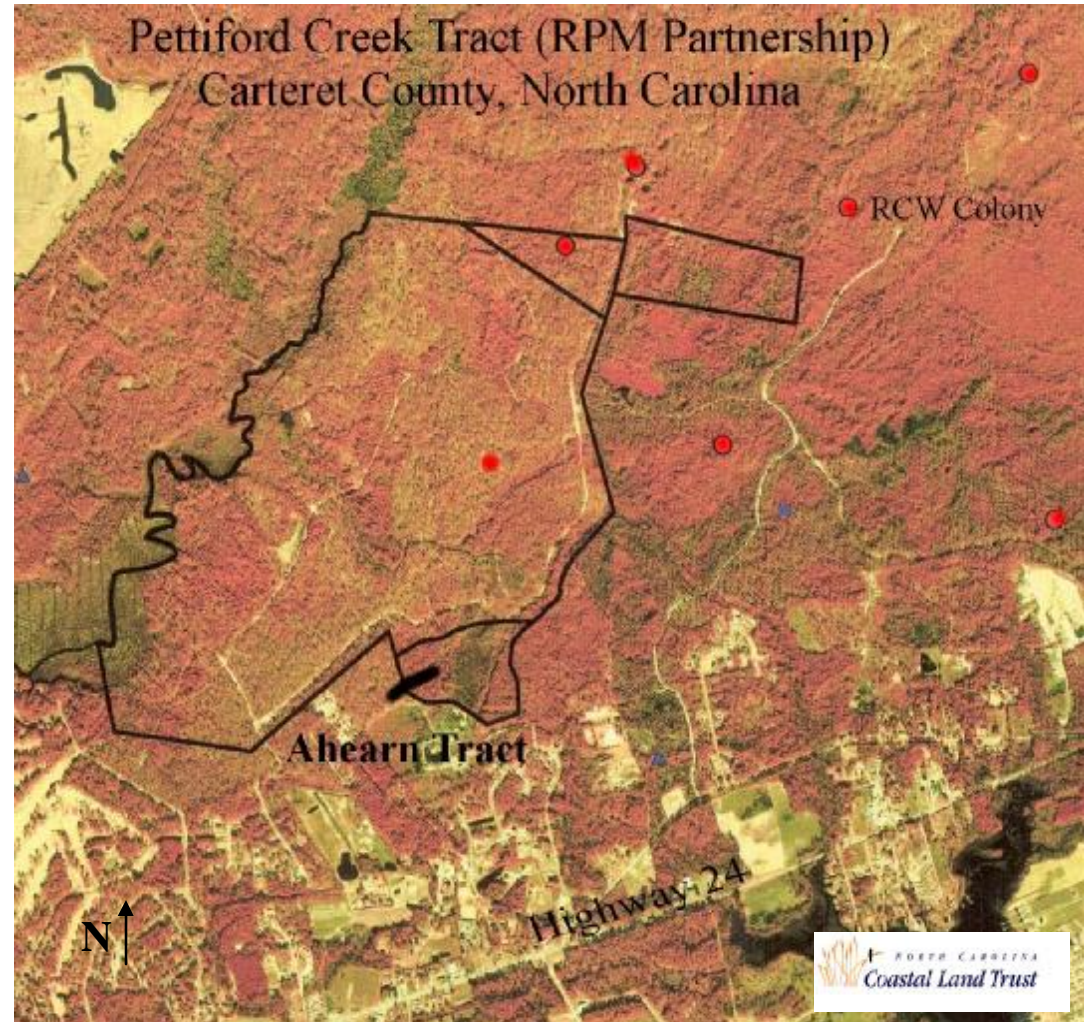 Pettiford Creek Tract (RPM Partnership)
Carteret County, North Carolina
RCW Colony
Ahearn Tract
Highway 24
N
NORTH CAROLINA
Coastal Land Trust